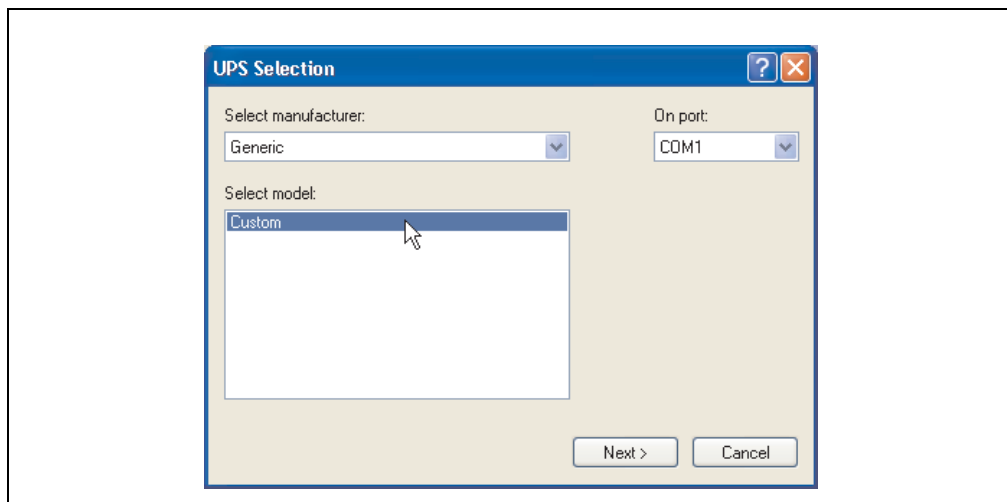 UPS Selection
Select manufacturer:
On port:
Generic
COM1
Select model:
Custom
Next >
Cancel